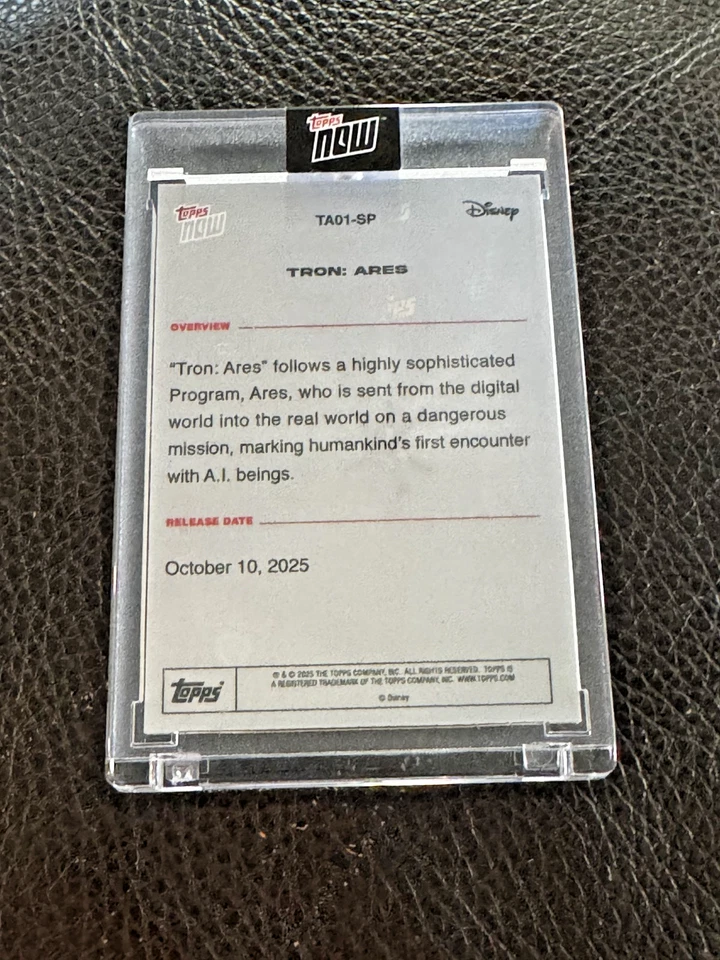 Topps
NOW
Topps
NOW
TA01-SP
Disney
TRON: ARES
OVERVIEW
"Tron: Ares" follows a highly sophisticated
Program, Ares, who is sent from the digital
world into the real world on a dangerous
mission, marking humankind's first encounter
with A.I. beings.
RELEASE DATE
October 10, 2025
Topps
® & © 2025 THE TOPPS COMPANY, INC. ALL RIGHTS RESERVED. TOPPS IS
A REGISTERED TRADEMARK OF THE TOPPS COMPANY, INC. WWW.TOPPS.COM
© Disney